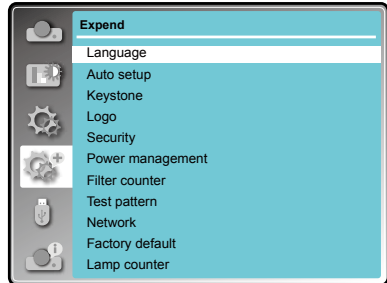 Expend
Language
Auto setup
Keystone
Logo
Security
Power management
Filter counter
Test pattern
Network
Factory default
Lamp counter